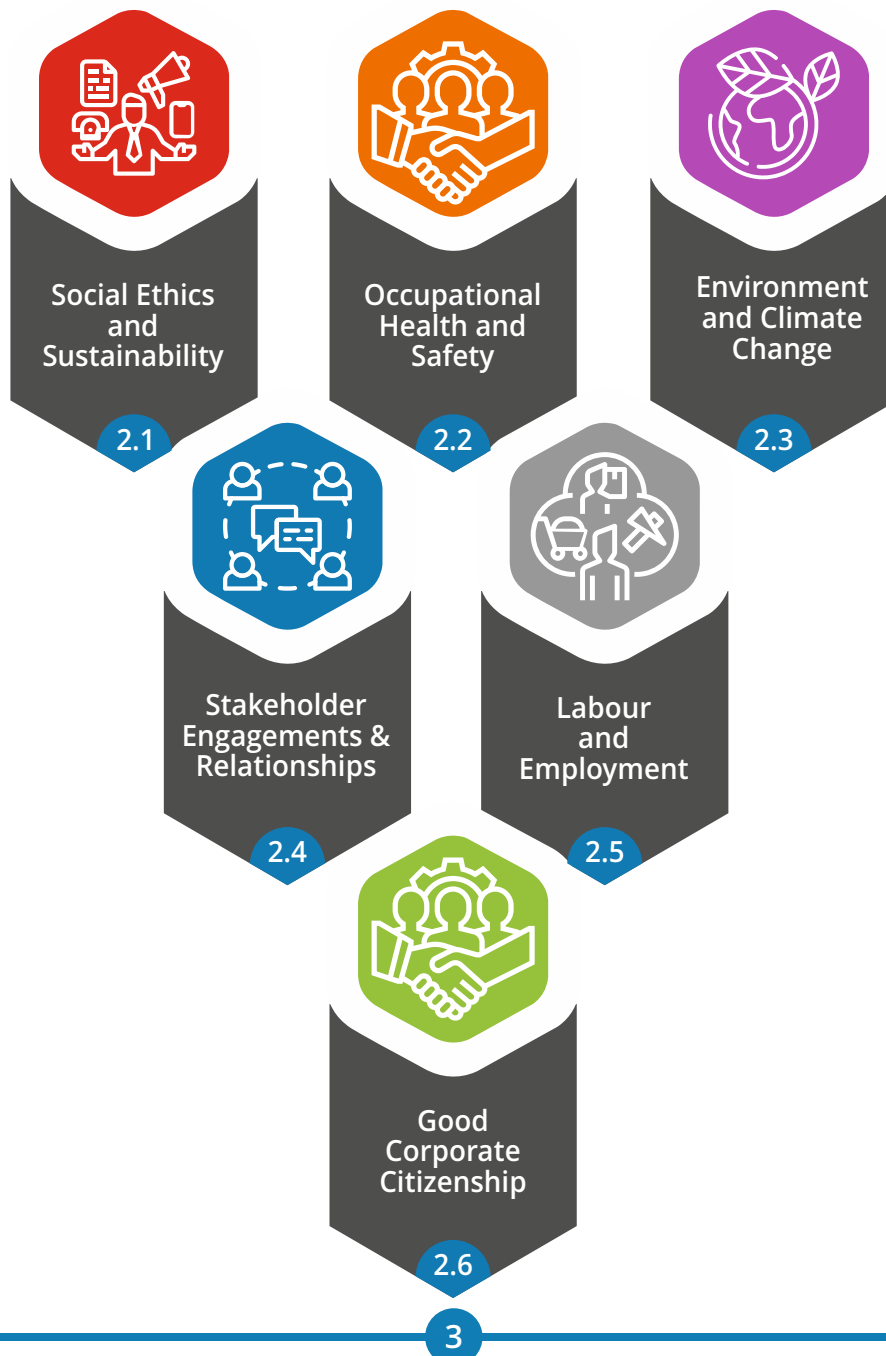 Social Ethics
and
Sustainability
2.1
Occupational
Health and
Safety
2.2
Environment
and Climate
Change
2.3
Stakeholder
Engagements &
Relationships
2.4
Labour
and
Employment
2.5
Good
Corporate
Citizenship
2.6
3